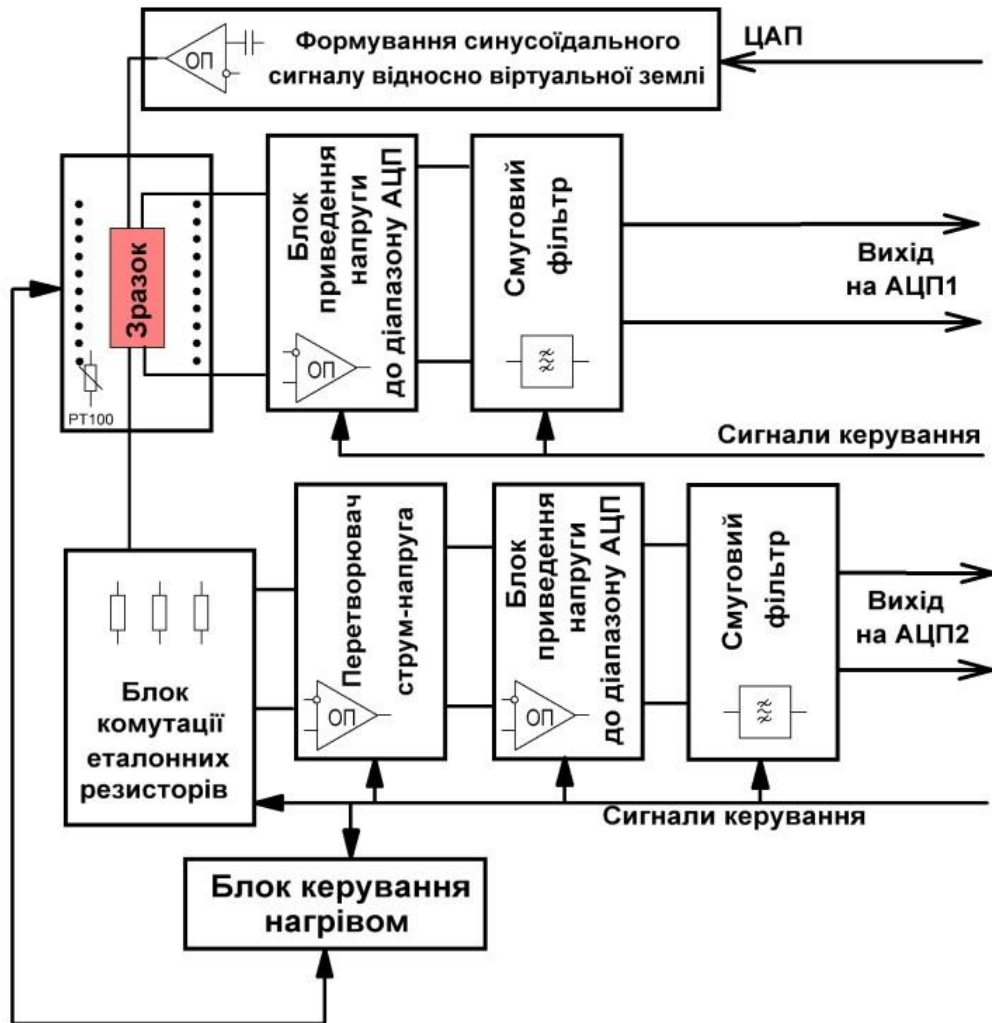 ОП
Формування синусоїдального
сигналу відносно віртуальної землі
ЦАП
Зразок
PT100
Блок
приведення
напруги
до діапазону АЦП
ОП
Смуговий
фільтр
Вихід
на АЦП1
Сигнали керування
Блок
комутації
еталонних
резисторів
Перетворювач
струм-напруга
ОП
Блок
приведення
напруги
до діапазону АЦП
ОП
Смуговий
фільтр
Вихід
на АЦП2
Сигнали керування
Блок керування
нагрівом